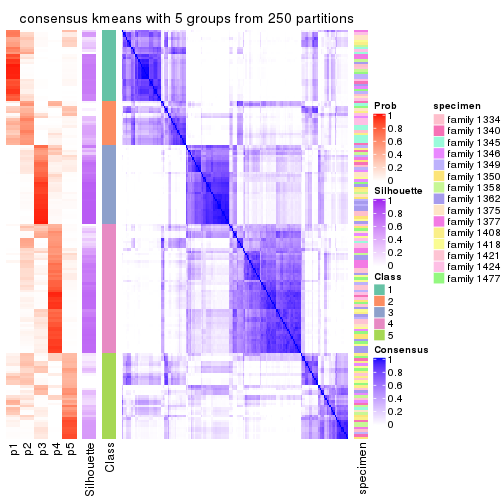 consensus kmeans with 5 groups from 250 partitions
p1
p2
p3
p4
p5
Silhouette
Class
specimen
Prob
1
0.8
0.6
0.4
0.2
0
Silhouette
1
0.8
0.6
0.4
0.2
0
Class
1
2
3
4
5
Consensus
1
0.8
0.6
0.4
0.2
0
specimen
family 1334
family 1340
family 1345
family 1346
family 1349
family 1350
family 1358
family 1362
family 1375
family 1377
family 1408
family 1418
family 1421
family 1424
family 1477